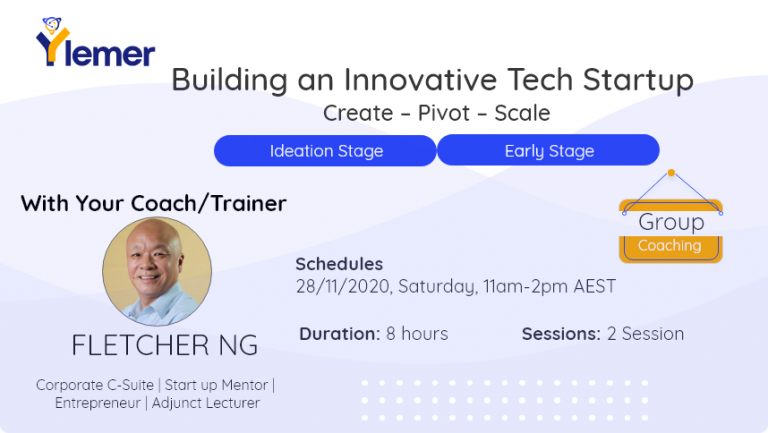 Ylemer
Building an Innovative Tech Startup
Create – Pivot – Scale
Ideation Stage
Early Stage
With Your Coach/Trainer
Group
Coaching
Schedules
28/11/2020, Saturday, 11am-2pm AEST
Duration: 8 hours
Sessions: 2 Session
FLETCHER NG
Corporate C-Suite | Start up Mentor |
Entrepreneur | Adjunct Lecturer